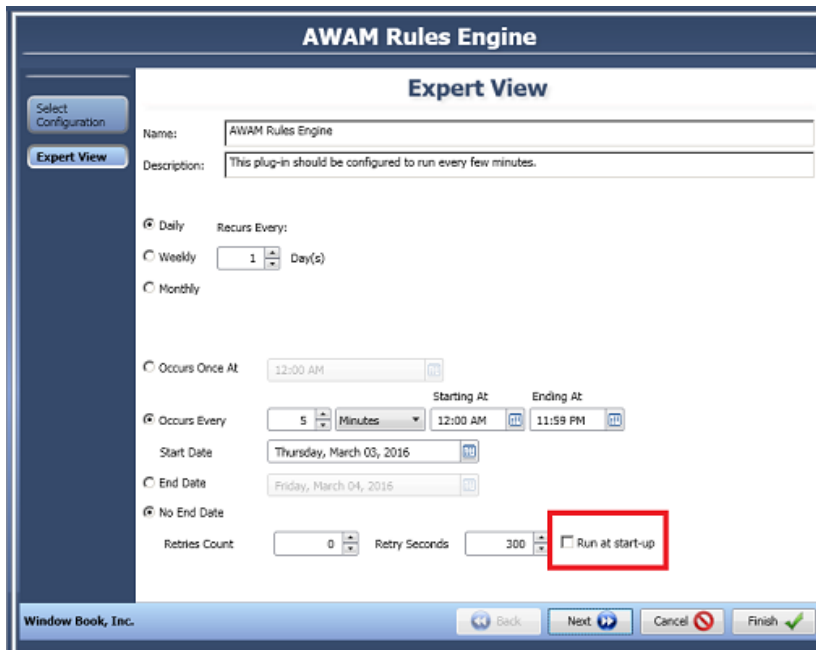 AWAM Rules Engine
Expert View
Select
Configuration
Expert View
Name: AWAM Rules Engine
Description: This plug-in should be configured to run every few minutes.
Daily Recurs Every:
Weekly 1 Day(s)
Monthly
Occurs Once At 12:00 AM
Starting At Ending At
Occurs Every 5 Minutes 12:00 AM 11:59 PM
Start Date Thursday, March 03, 2016
End Date Friday, March 04, 2016
No End Date
Retries Count 0 Retry Seconds 300 Run at start-up
Window Book, Inc. Back Next Cancel Finish